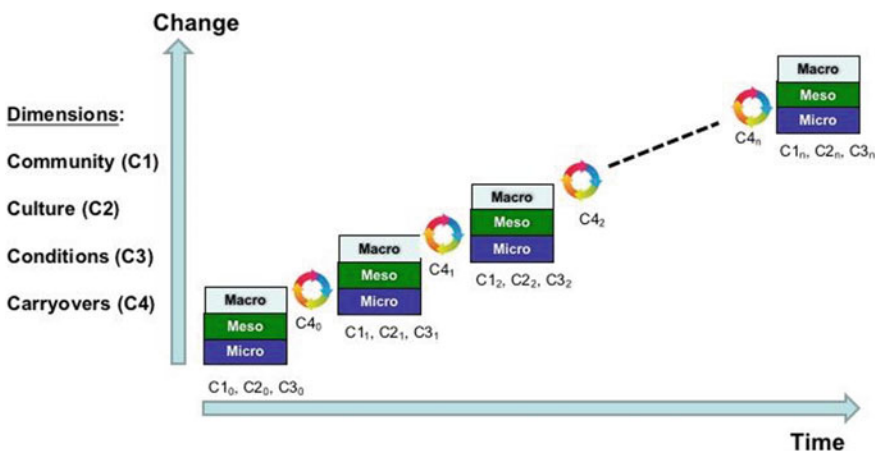 Change
Dimensions:
Community (C1)
Culture (C2)
Conditions (C3)
Carryovers (C4)
Macro
Meso
Micro
C1₀, C2₀, C3₀
C4₀
Macro
Meso
Micro
C1₁, C2₁, C3₁
C4₁
Macro
Meso
Micro
C1₂, C2₂, C3₂
C4₂
C4ₙ
Macro
Meso
Micro
C1ₙ, C2ₙ, C3ₙ
Time